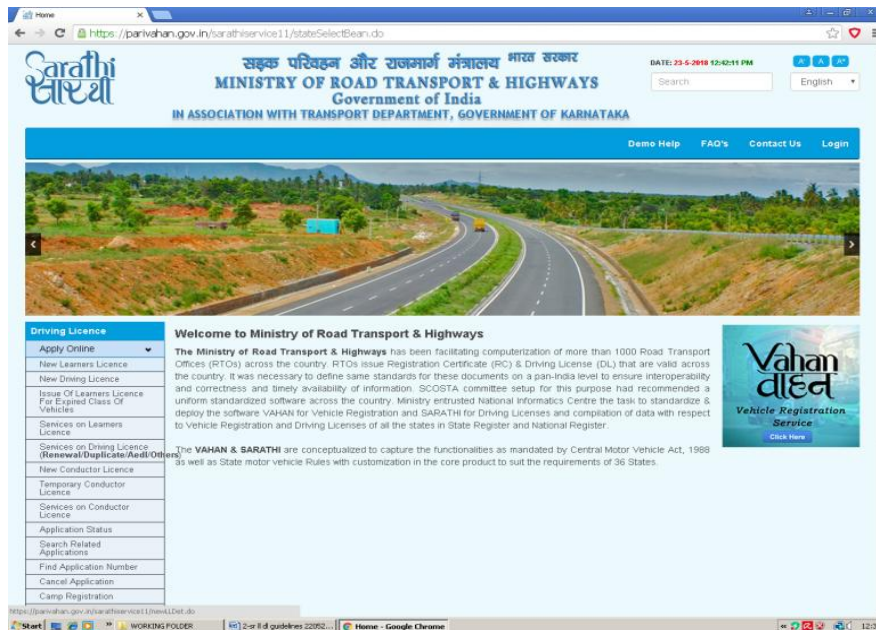 Home
https://parivahan.gov.in/sarathiservice11/stateSelectBean.do
Sarathi
सारथी
सड़क परिवहन और राजमार्ग मंत्रालय भारत सरकार
MINISTRY OF ROAD TRANSPORT & HIGHWAYS
Government of India
IN ASSOCIATION WITH TRANSPORT DEPARTMENT, GOVERNMENT OF KARNATAKA
DATE: 23-5-2018 12:42:11 PM
A- A A+
Search
English
Demo Help FAQ's Contact Us Login
Driving Licence
Apply Online
New Learners Licence
New Driving Licence
Issue Of Learners Licence
For Expired Class Of
Vehicles
Services on Learners
Licence
Services on Driving Licence
(Renewal/Duplicate/Aedl/Others)
New Conductor Licence
Temporary Conductor
Licence
Services on Conductor
Licence
Application Status
Search Related
Applications
Find Application Number
Cancel Application
Camp Registration
Welcome to Ministry of Road Transport & Highways
The Ministry of Road Transport & Highways has been facilitating computerization of more than 1000 Road Transport
Offices (RTOs) across the country. RTOs issue Registration Certificate (RC) & Driving License (DL) that are valid across
the country. It was necessary to define same standards for these documents on a pan-India level to ensure interoperability
and correctness and timely availability of information. SCOSTA committee setup for this purpose had recommended a
uniform standardized software across the country. Ministry entrusted National Informatics Centre the task to standardize &
deploy the software VAHAN for Vehicle Registration and SARATHI for Driving Licenses and compilation of data with respect
to Vehicle Registration and Driving Licenses of all the states in State Register and National Register.
The VAHAN & SARATHI are conceptualized to capture the functionalities as mandated by Central Motor Vehicle Act, 1988
as well as State motor vehicle Rules with customization in the core product to suit the requirements of 36 States.
Vahan
वाहन
Vehicle Registration
Service
Click Here
https://parivahan.gov.in/sarathiservice11/newLLDet.do
Start
WORKING FOLDER
2-sr ll dl guidelines 22052...
Home - Google Chrome